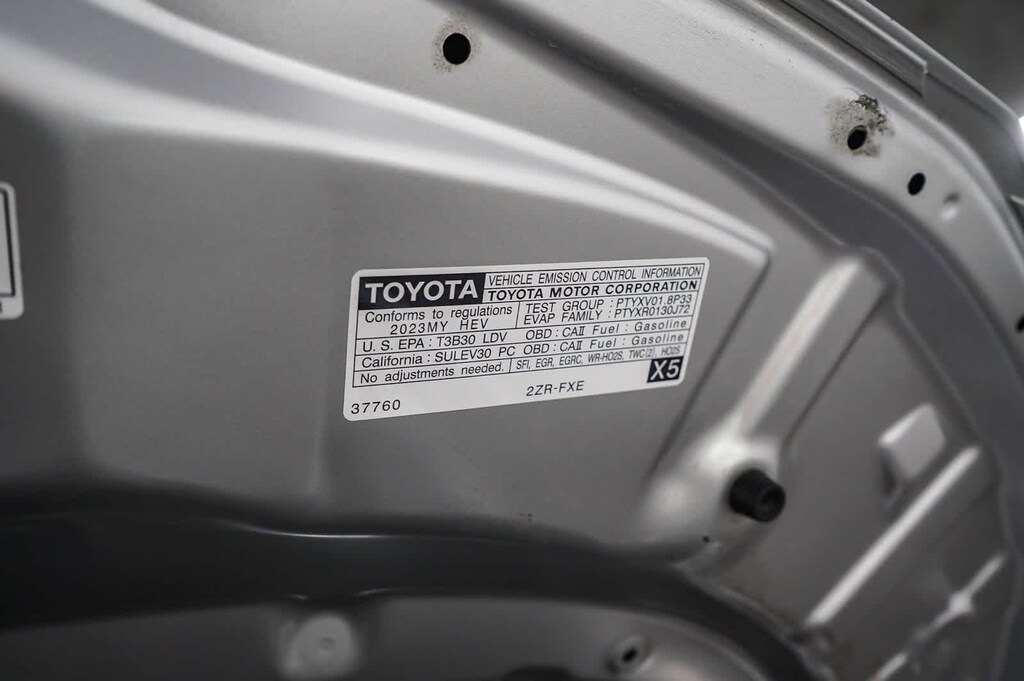 TOYOTA
VEHICLE EMISSION CONTROL INFORMATION
TOYOTA MOTOR CORPORATION
Conforms to regulations
2023MY HEV
TEST GROUP : PTYXV01.8P33
EVAP FAMILY : PTYXR0130J72
U.S. EPA : T3B30 LDV OBD : CAII Fuel : Gasoline
California : SULEV30 PC OBD : CAII Fuel : Gasoline
No adjustments needed. SFI, EGR, EGRC, WR-HO2S, TWC(2), HO2S
X5
37760 2ZR-FXE